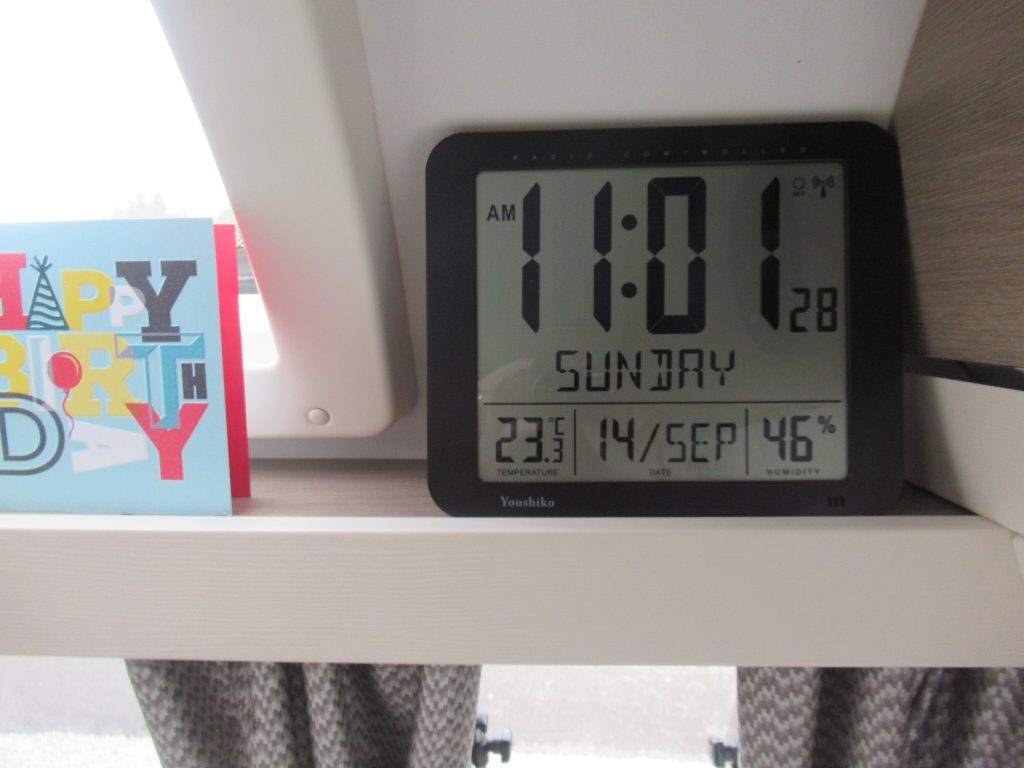 HAPPY
BIRTH
DAY
RADIO CONTROLLED
AM 11:01 28
SUNDAY
23.3 °C 14/SEP 46 %
TEMPERATURE DATE HUMIDITY
Youshiko